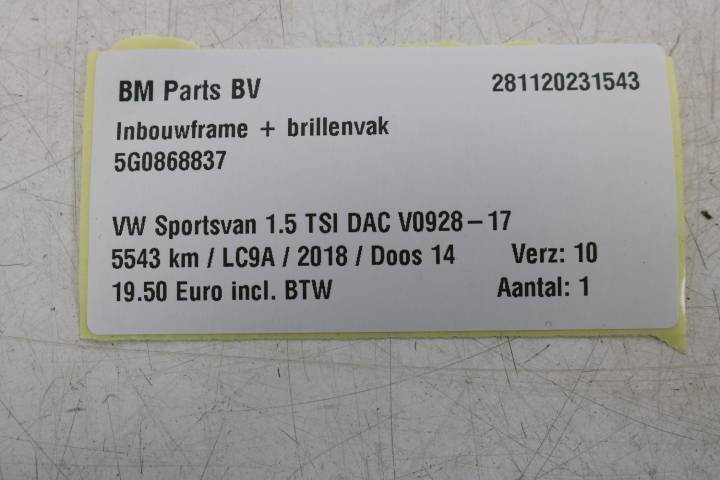 BM Parts BV 281120231543
Inbouwframe + brillenvak
5G0868837
VW Sportsvan 1.5 TSI DAC V0928-17
5543 km / LC9A / 2018 / Doos 14 Verz: 10
19.50 Euro incl. BTW Aantal: 1